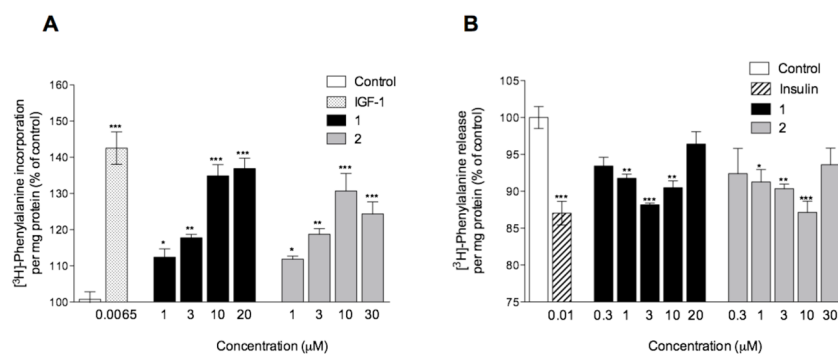 A
[³H]-Phenylalanine incorporation
per mg protein (% of control)
160
150
140
130
120
110
100
***
*
**
***
***
*
**
***
***
Control
IGF-1
1
2
0.0065 1 3 10 20 1 3 10 30
Concentration (μM)
B
[³H]-Phenylalanine release
per mg protein (% of control)
105
100
95
90
85
80
75
***
**
***
**
*
**
***
Control
Insulin
1
2
0.01 0.3 1 3 10 20 0.3 1 3 10 30
Concentration (μM)